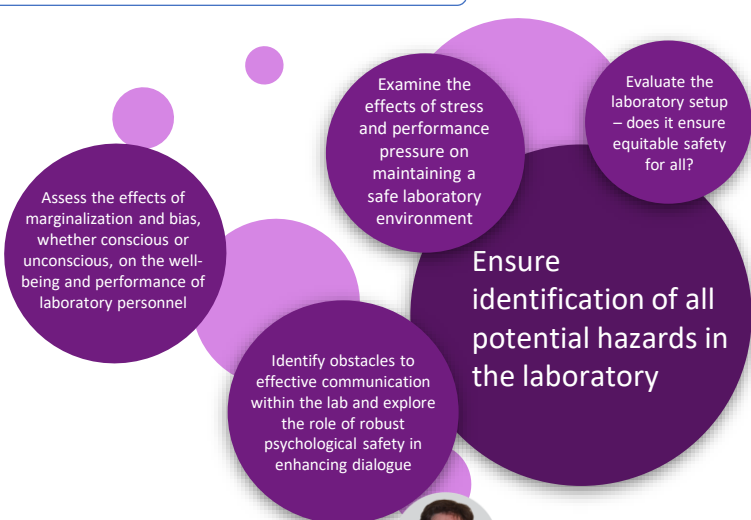 Examine the
effects of stress
and performance
pressure on
maintaining a
safe laboratory
environment
Evaluate the
laboratory setup
– does it ensure
equitable safety
for all?
Assess the effects of
marginalization and bias,
whether conscious or
unconscious, on the well-
being and performance of
laboratory personnel
Ensure
identification of all
potential hazards in
the laboratory
Identify obstacles to
effective communication
within the lab and explore
the role of robust
psychological safety in
enhancing dialogue